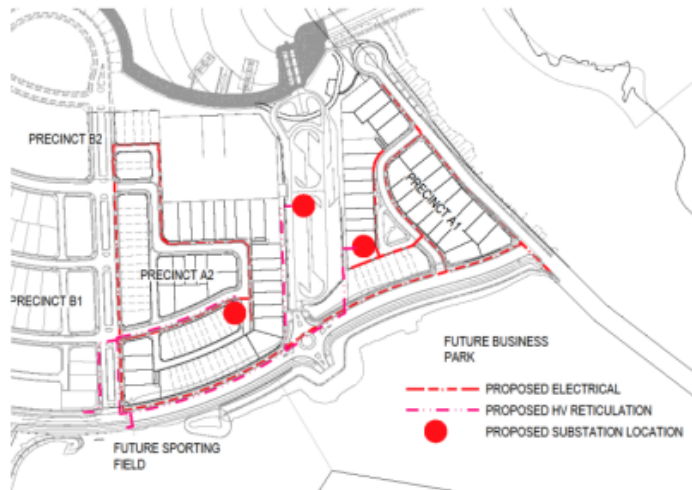 PRECINCT B2
PRECINCT A1
PRECINCT A2
PRECINCT B1
FUTURE BUSINESS
PARK
PROPOSED ELECTRICAL
PROPOSED HV RETICULATION
PROPOSED SUBSTATION LOCATION
FUTURE SPORTING
FIELD